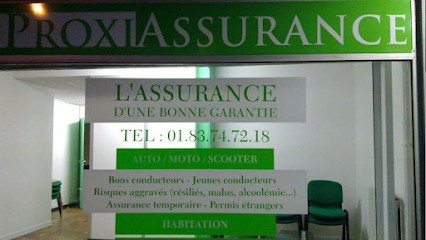 PROXIASSURANCE
L'ASSURANCE
D'UNE BONNE GARANTIE
TEL : 01.83.74.72.18
AUTO / MOTO / SCOOTER
Bons conducteurs - Jeunes conducteurs
Risques aggravés (résiliés, malus, alcoolémie...)
Assurance temporaire - Permis étrangers
HABITATION